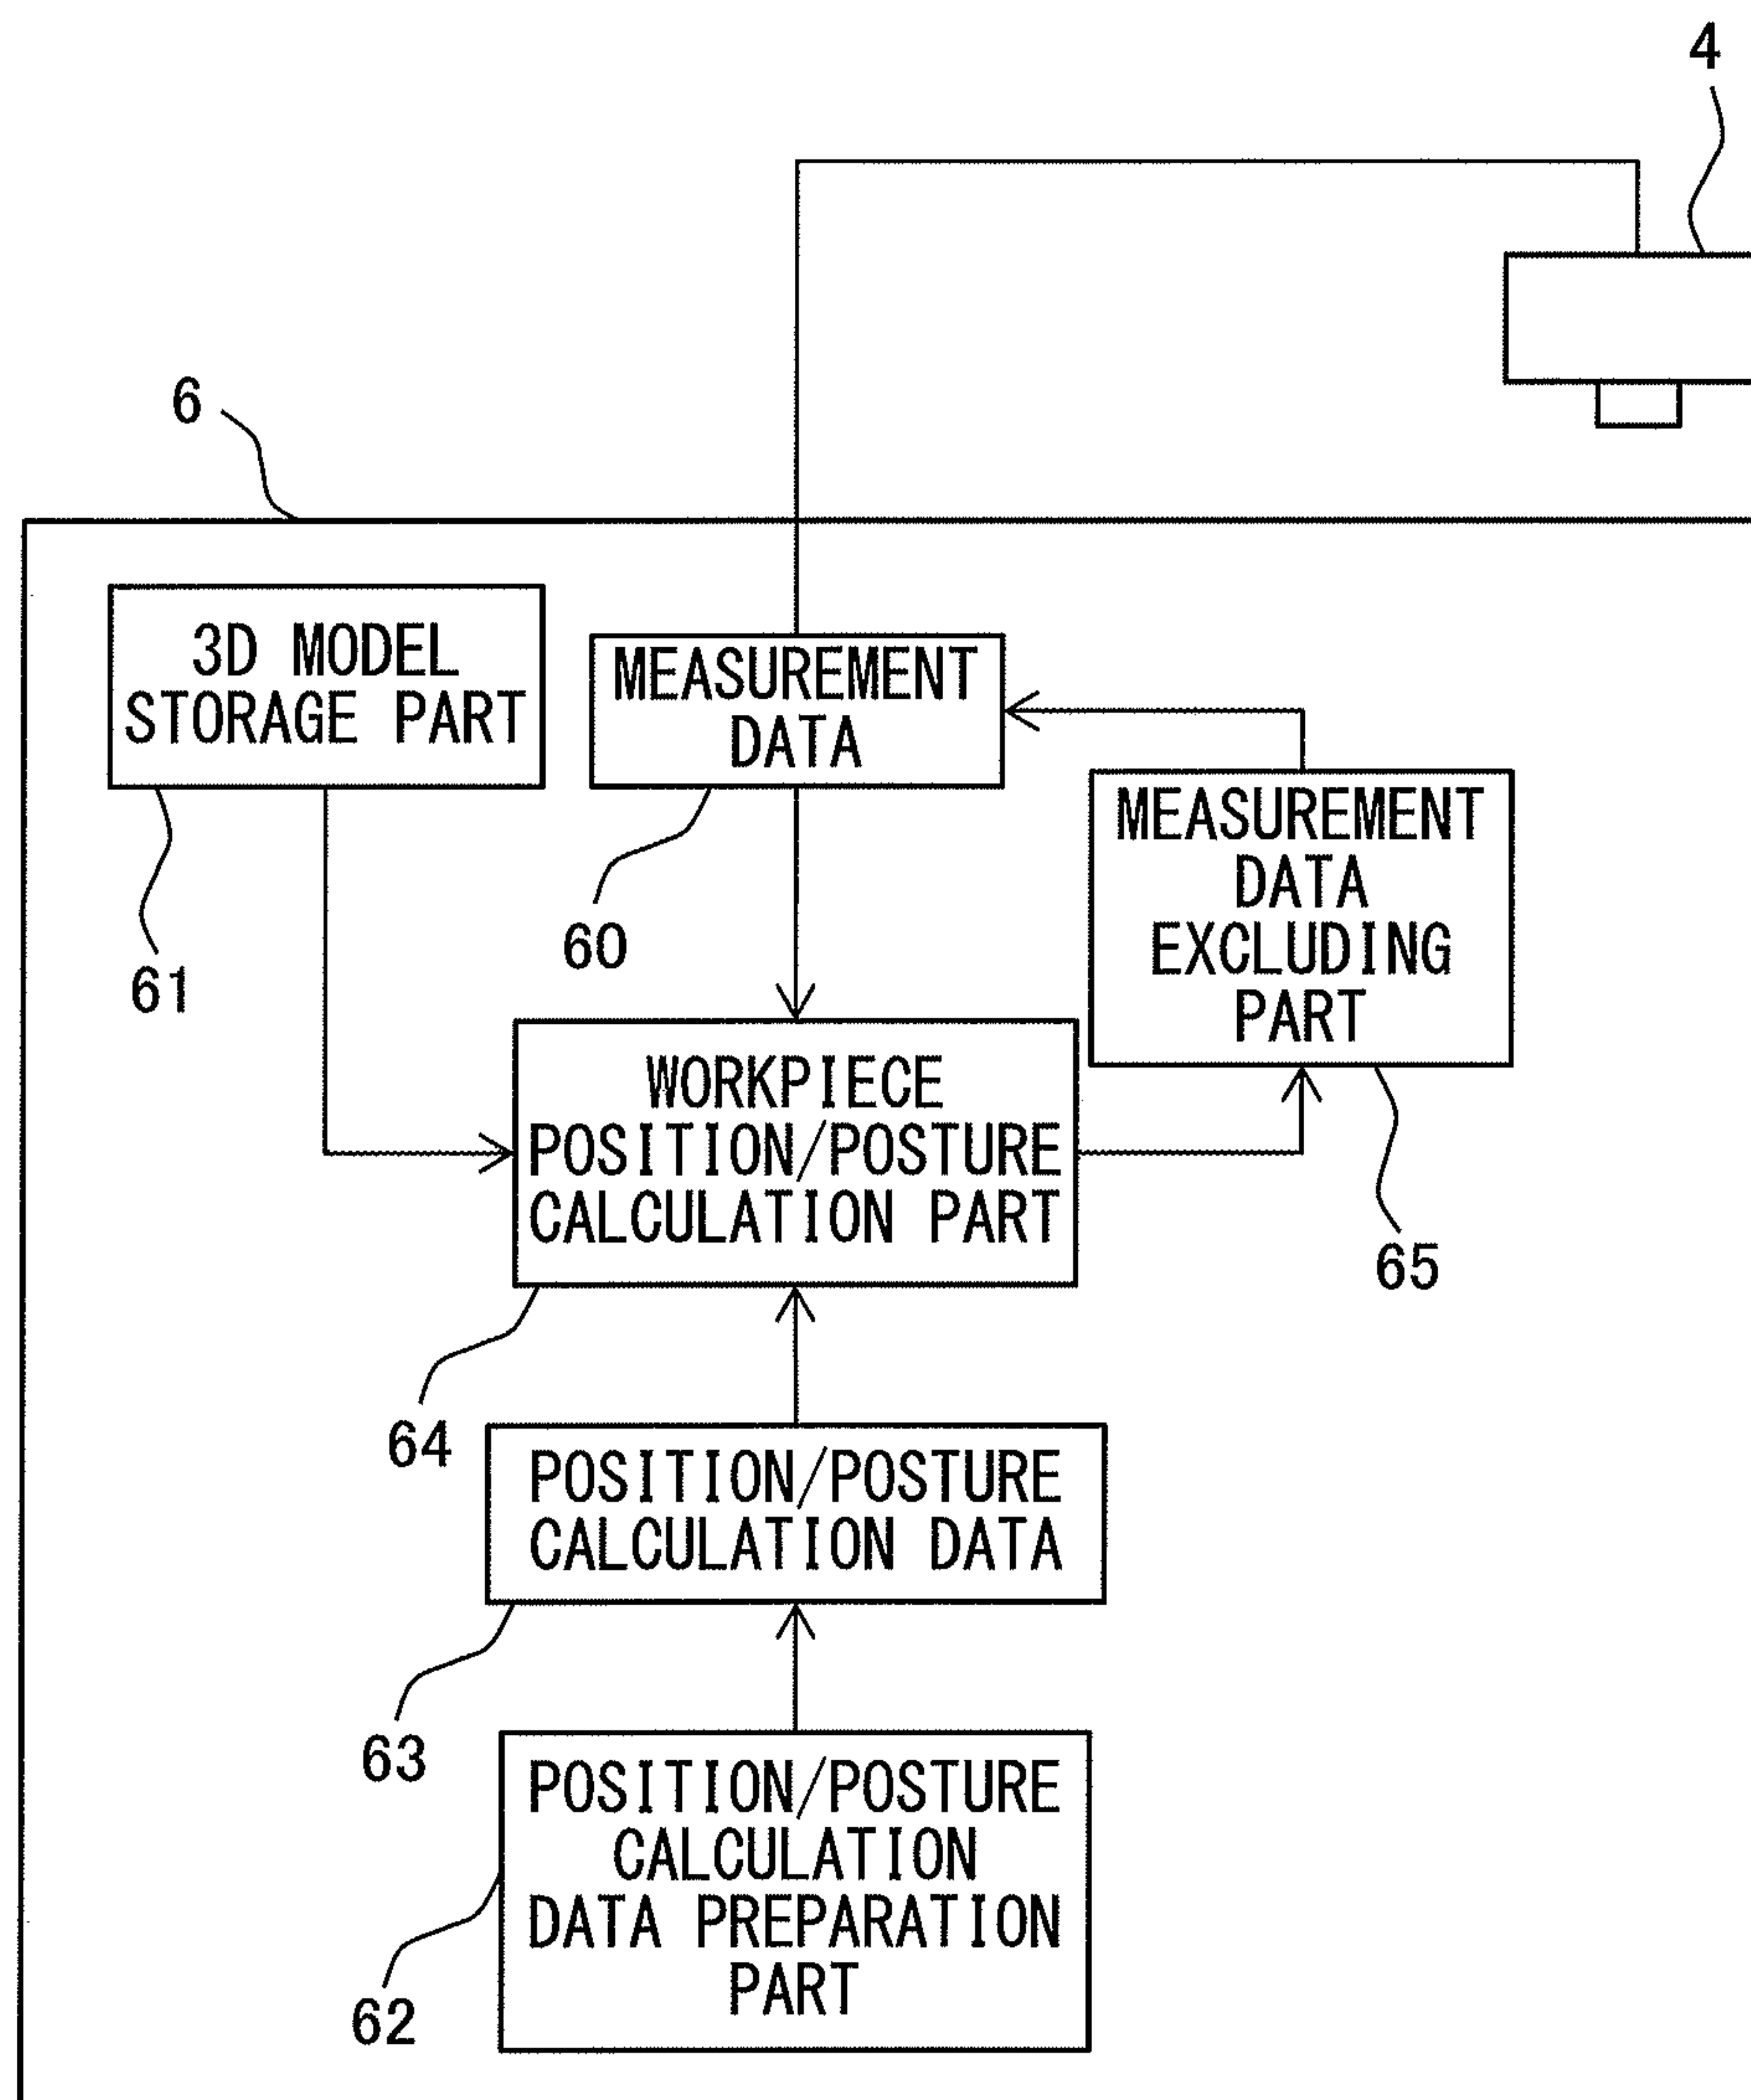 4
6
3D MODEL
STORAGE PART
61
MEASUREMENT
DATA
60
MEASUREMENT
DATA
EXCLUDING
PART
65
WORKPIECE
POSITION/POSTURE
CALCULATION PART
64
POSITION/POSTURE
CALCULATION DATA
63
POSITION/POSTURE
CALCULATION
DATA PREPARATION
PART
62